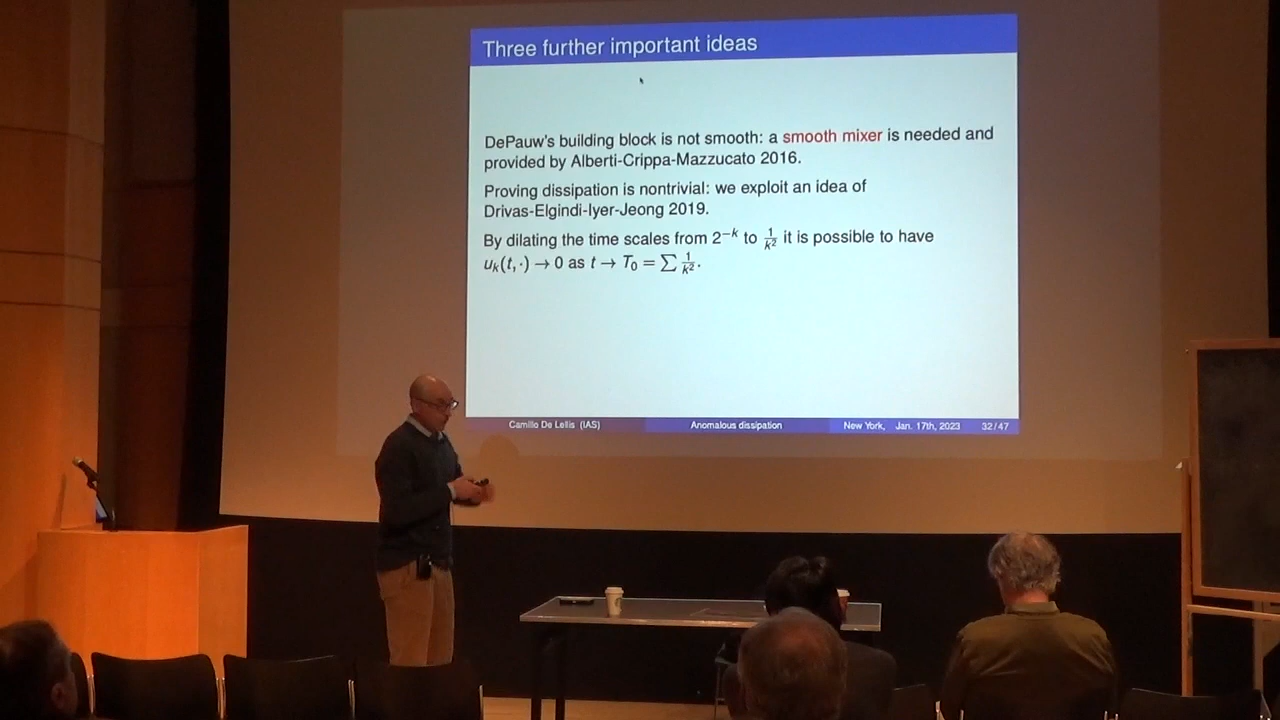 Three further important ideas
DePauw's building block is not smooth: a smooth mixer is needed and
provided by Alberti-Crippa-Mazzucato 2016.
Proving dissipation is nontrivial: we exploit an idea of
Drivas-Elgindi-Iyer-Jeong 2019.
By dilating the time scales from 2^{-k} to \frac{1}{k^2} it is possible to have
u_k(t, ·) → 0 as t → T_0 = ∑ \frac{1}{k^2}.
Camillo De Lellis (IAS) Anomalous dissipation New York, Jan. 17th, 2023 32/47